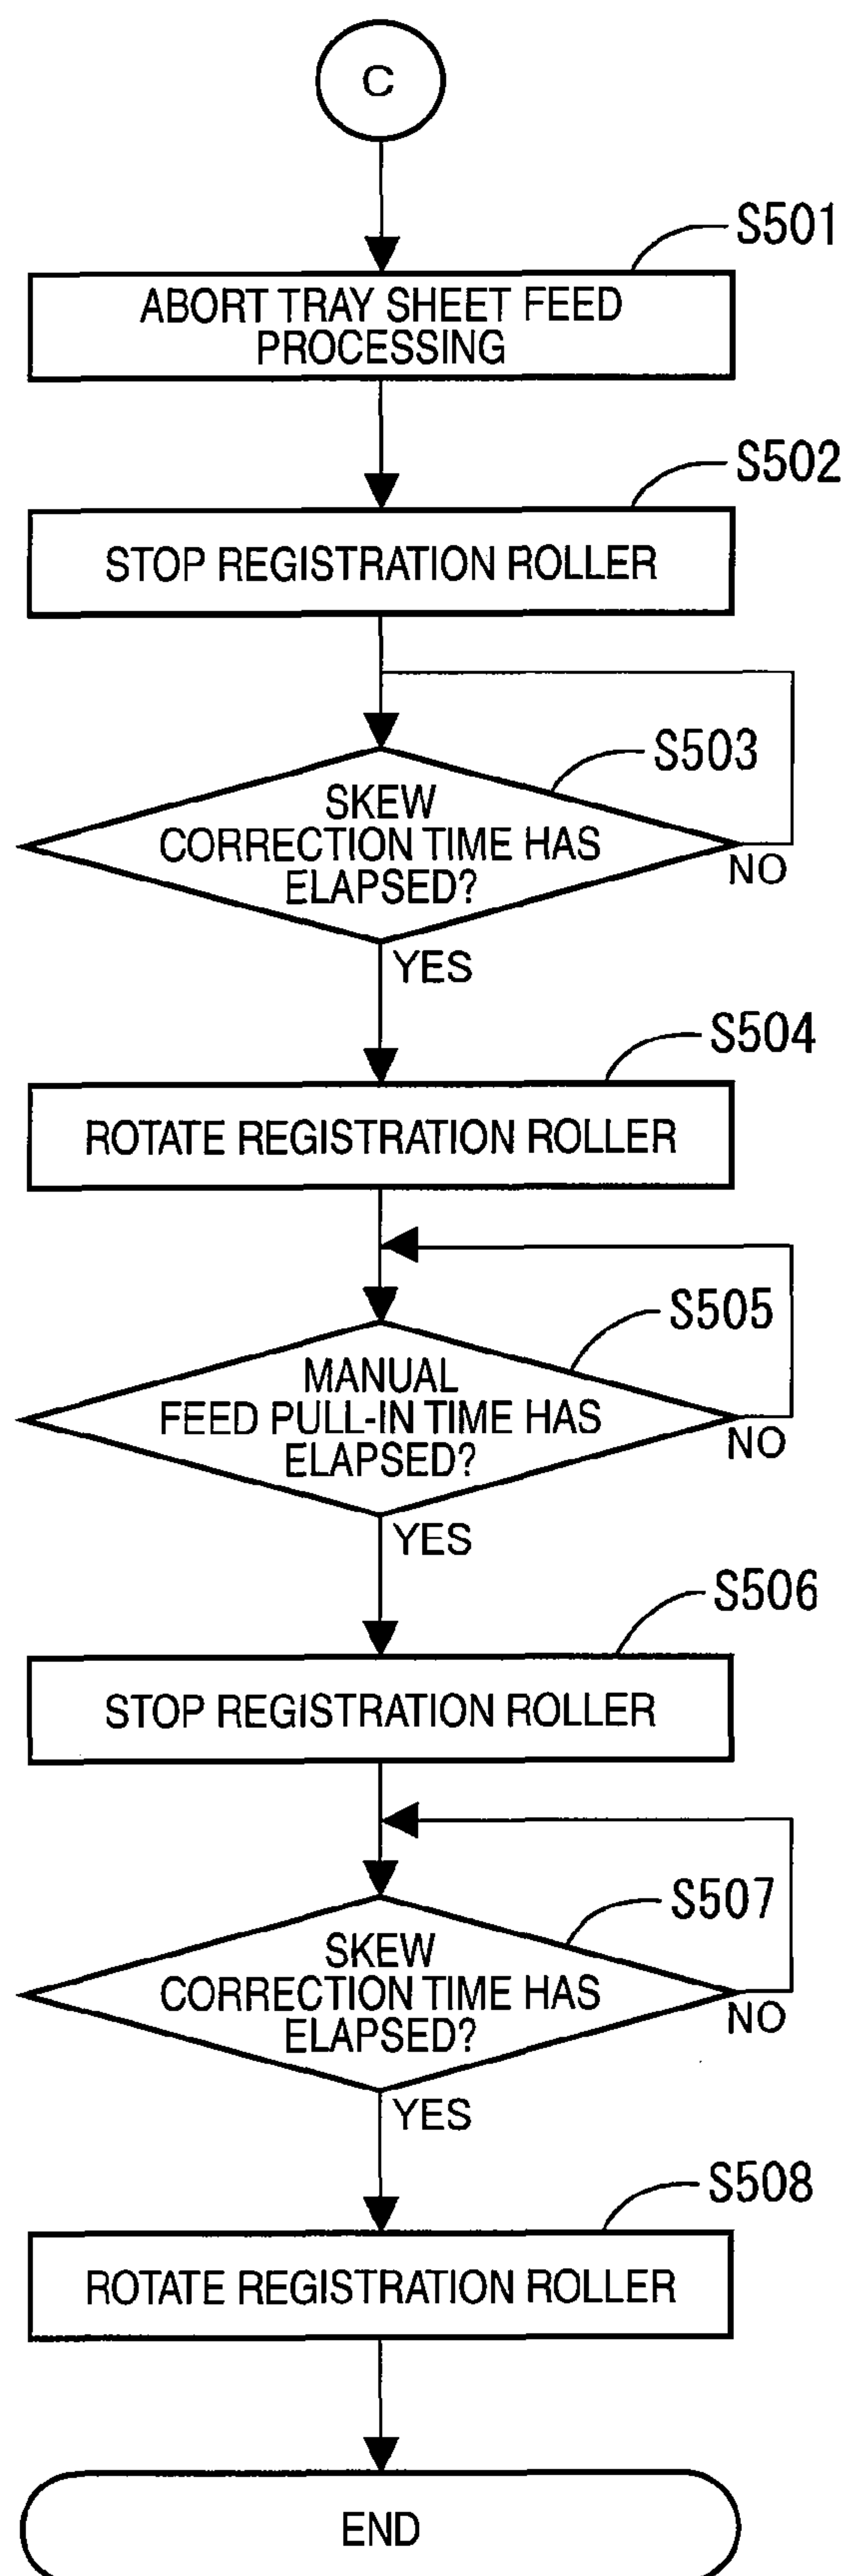 C
S501
ABORT TRAY SHEET FEED
PROCESSING
S502
STOP REGISTRATION ROLLER
S503
SKEW
CORRECTION TIME HAS
ELAPSED?
NO
YES
S504
ROTATE REGISTRATION ROLLER
S505
MANUAL
FEED PULL-IN TIME HAS
ELAPSED?
NO
YES
S506
STOP REGISTRATION ROLLER
S507
SKEW
CORRECTION TIME HAS
ELAPSED?
NO
YES
S508
ROTATE REGISTRATION ROLLER
END